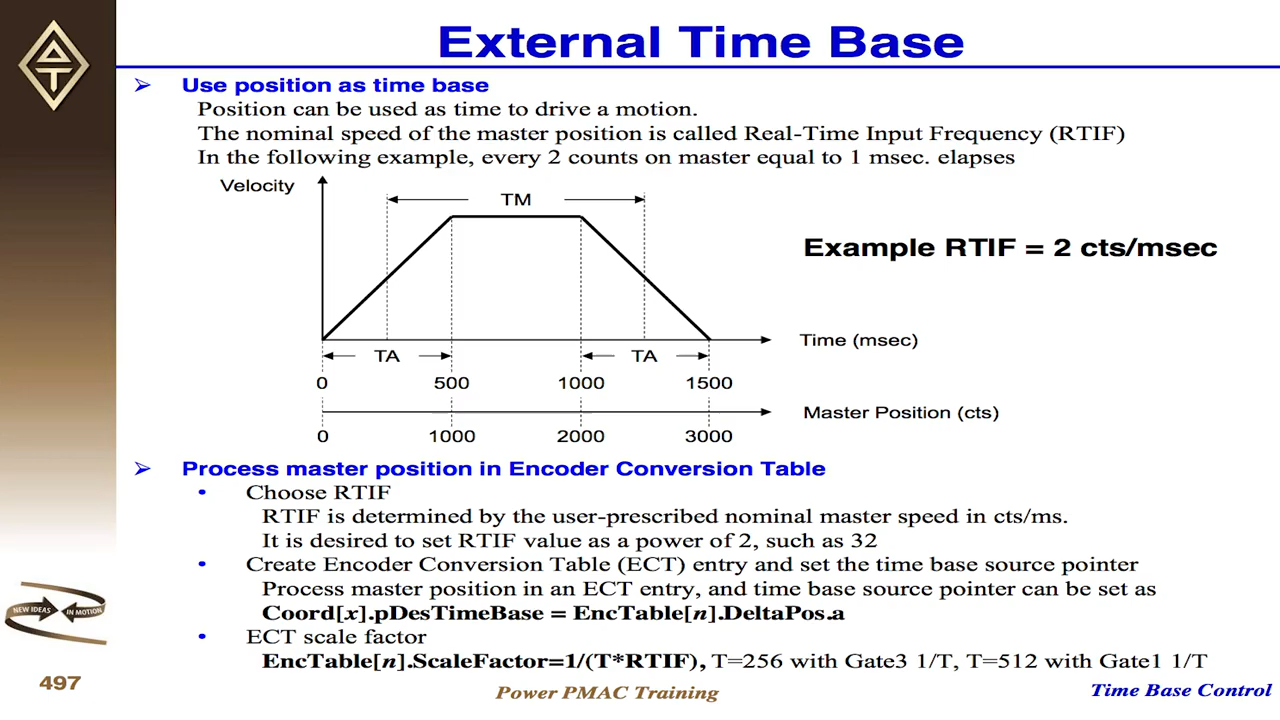 External Time Base
➢ Use position as time base
Position can be used as time to drive a motion.
The nominal speed of the master position is called Real-Time Input Frequency (RTIF)
In the following example, every 2 counts on master equal to 1 msec. elapses
Velocity
TM
Example RTIF = 2 cts/msec
Time (msec)
TA TA
0 500 1000 1500
Master Position (cts)
0 1000 2000 3000
➢ Process master position in Encoder Conversion Table
• Choose RTIF
RTIF is determined by the user-prescribed nominal master speed in cts/ms.
It is desired to set RTIF value as a power of 2, such as 32
• Create Encoder Conversion Table (ECT) entry and set the time base source pointer
Process master position in an ECT entry, and time base source pointer can be set as
Coord[x].pDesTimeBase = EncTable[n].DeltaPos.a
• ECT scale factor
EncTable[n].ScaleFactor=1/(T*RTIF), T=256 with Gate3 1/T, T=512 with Gate1 1/T
NEW IDEAS IN MOTION
497
Power PMAC Training
Time Base Control